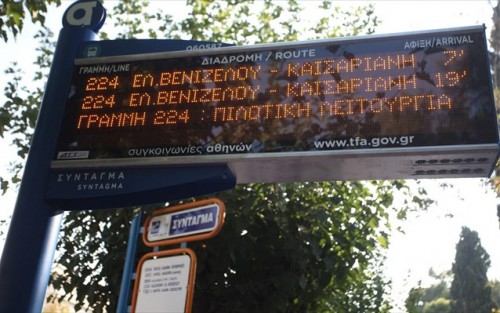 α
060587
ΓΡΑΜΜΗ/LINE ΔΙΑΔΡΟΜΗ / ROUTE ΑΦΙΞΗ/ARRIVAL
224 ΕΛ.ΒΕΝΙΖΕΛΟΥ - ΚΑΙΣΑΡΙΑΝΗ 7'
224 ΕΛ.ΒΕΝΙΖΕΛΟΥ - ΚΑΙΣΑΡΙΑΝΗ 19'
ΓΡΑΜΜΗ 224 : ΠΙΛΟΤΙΚΗ ΛΕΙΤΟΥΡΓΙΑ
συγκοινωνίες αθηνών www.tfa.gov.gr
ΣΥΝΤΑΓΜΑ
SYNTAGMA
ΣΥΝΤΑΓΜΑ